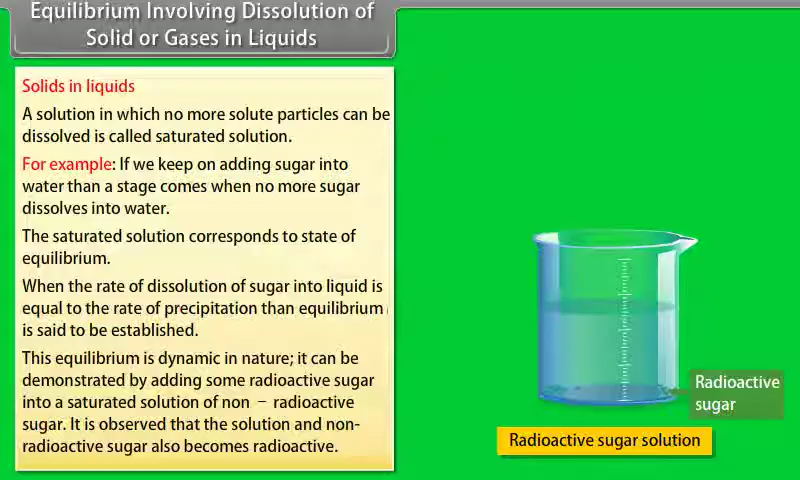 Equilibrium Involving Dissolution of
Solid or Gases in Liquids
Solids in liquids
A solution in which no more solute particles can be
dissolved is called saturated solution.
For example: If we keep on adding sugar into
water than a stage comes when no more sugar
dissolves into water.
The saturated solution corresponds to state of
equilibrium.
When the rate of dissolution of sugar into liquid is
equal to the rate of precipitation than equilibrium
is said to be established.
This equilibrium is dynamic in nature; it can be
demonstrated by adding some radioactive sugar
into a saturated solution of non – radioactive
sugar. It is observed that the solution and non-
radioactive sugar also becomes radioactive.
Radioactive
sugar
Radioactive sugar solution